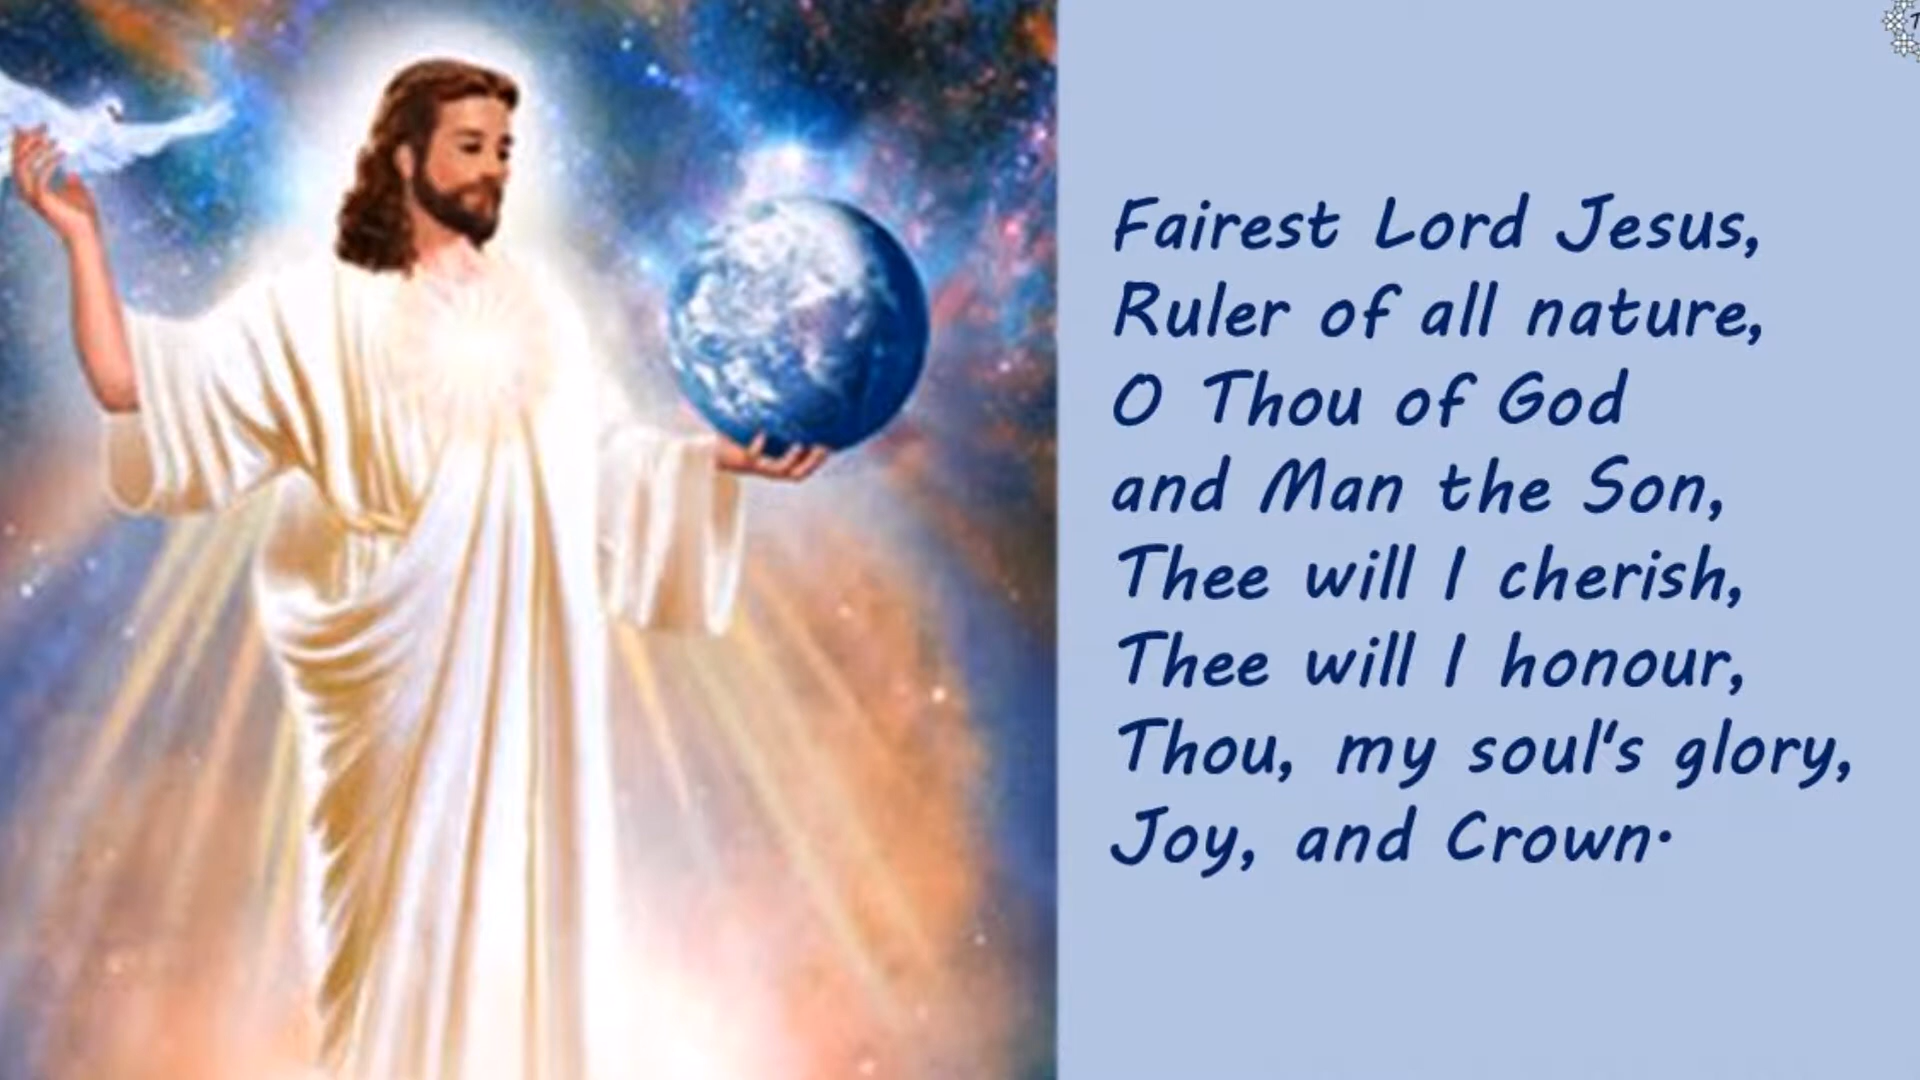 Fairest Lord Jesus,
Ruler of all nature,
O Thou of God
and Man the Son,
Thee will I cherish,
Thee will I honour,
Thou, my soul's glory,
Joy, and Crown.